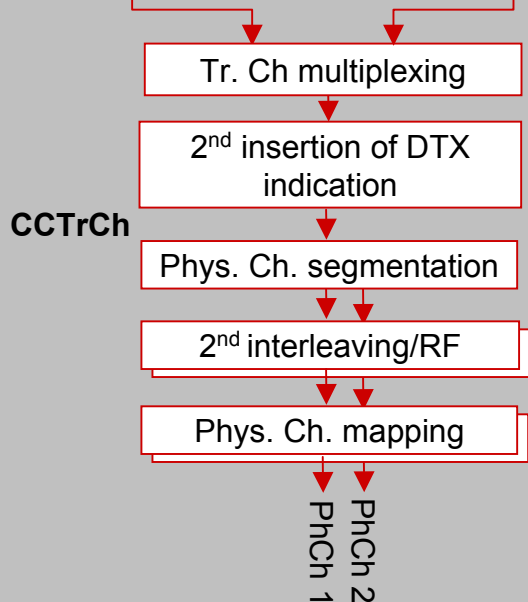 Tr. Ch multiplexing
2nd insertion of DTX
indication
CCTrCh
Phys. Ch. segmentation
2nd interleaving/RF
Phys. Ch. mapping
PhCh 1
PhCh 2